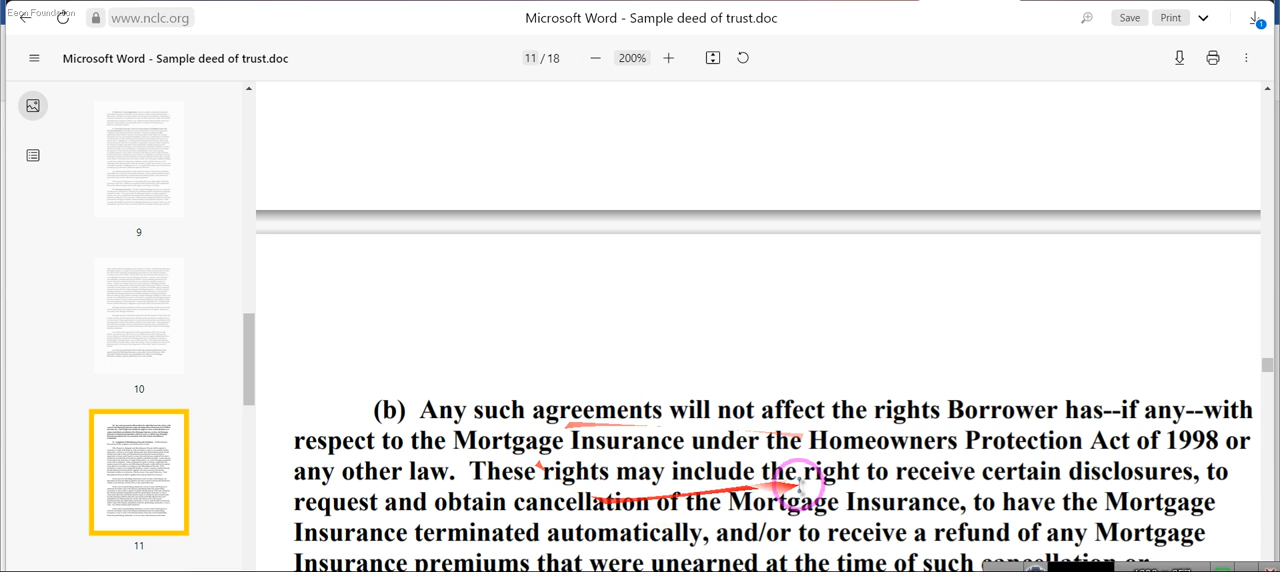 Eeon Foundation
www.nclc.org
Microsoft Word - Sample deed of trust.doc
Save
Print
1
Microsoft Word - Sample deed of trust.doc
11 / 18
200%
9
10
11
(b) Any such agreements will not affect the rights Borrower has--if any--with
respect to the Mortgage Insurance under the Homeowners Protection Act of 1998 or
other law. These rights may include the right to receive certain disclosures, to
request and obtain cancellation of the Mortgage Insurance, to have the Mortgage
Insurance terminated automatically, and/or to receive a refund of any Mortgage
Insurance premiums that were unearned at the time of such cancellation or